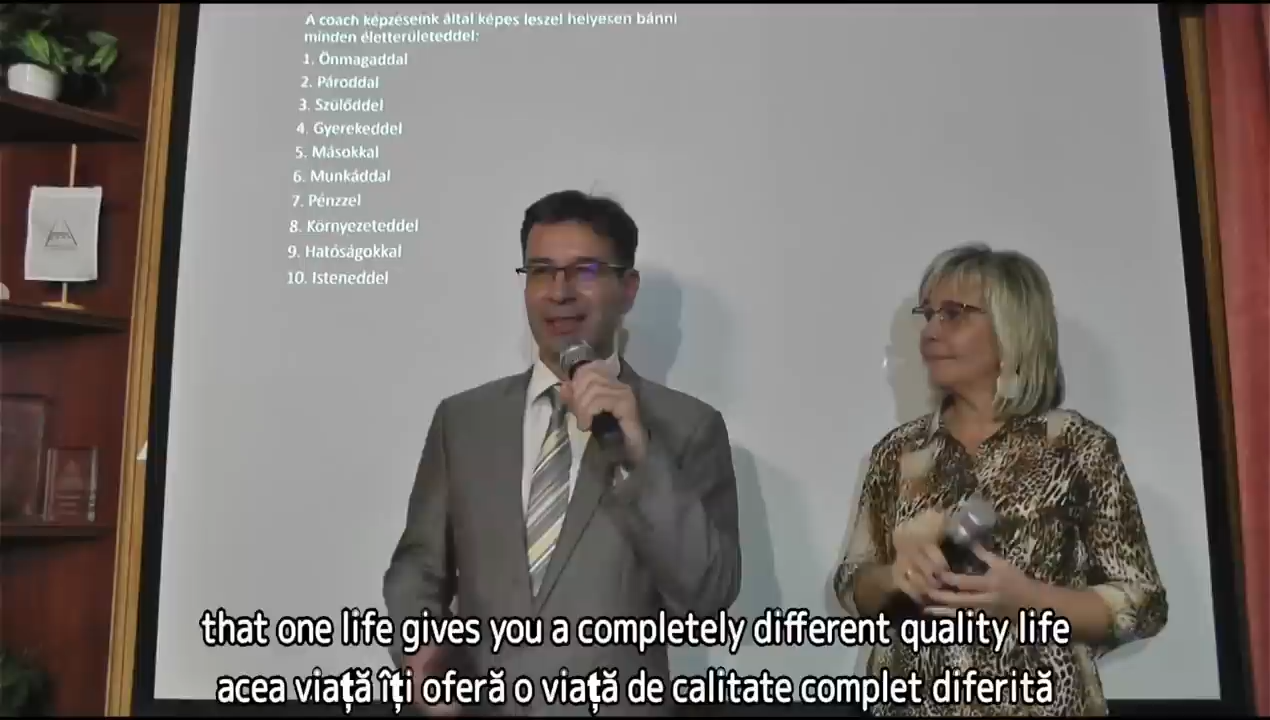 A coach képzéseink által képes leszel helyesen bánni
minden életterületeddel:
1. Önmagaddal
2. Pároddal
3. Szülőddel
4. Gyerekeddel
5. Másokkal
6. Munkáddal
7. Pénzzel
8. Környezeteddel
9. Hatóságokkal
10. Isteneddel
that one life gives you a completely different quality life
acea viață îți oferă o viață de calitate complet diferită